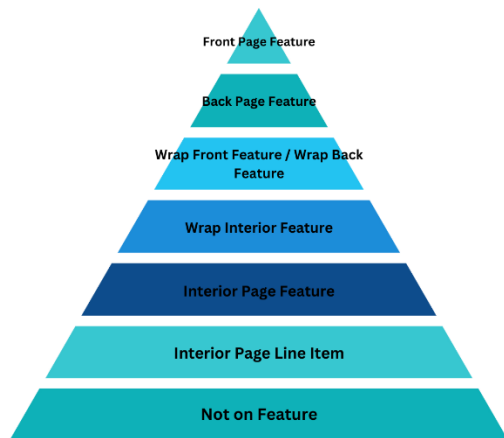 Front Page Feature
Back Page Feature
Wrap Front Feature / Wrap Back
Feature
Wrap Interior Feature
Interior Page Feature
Interior Page Line Item
Not on Feature